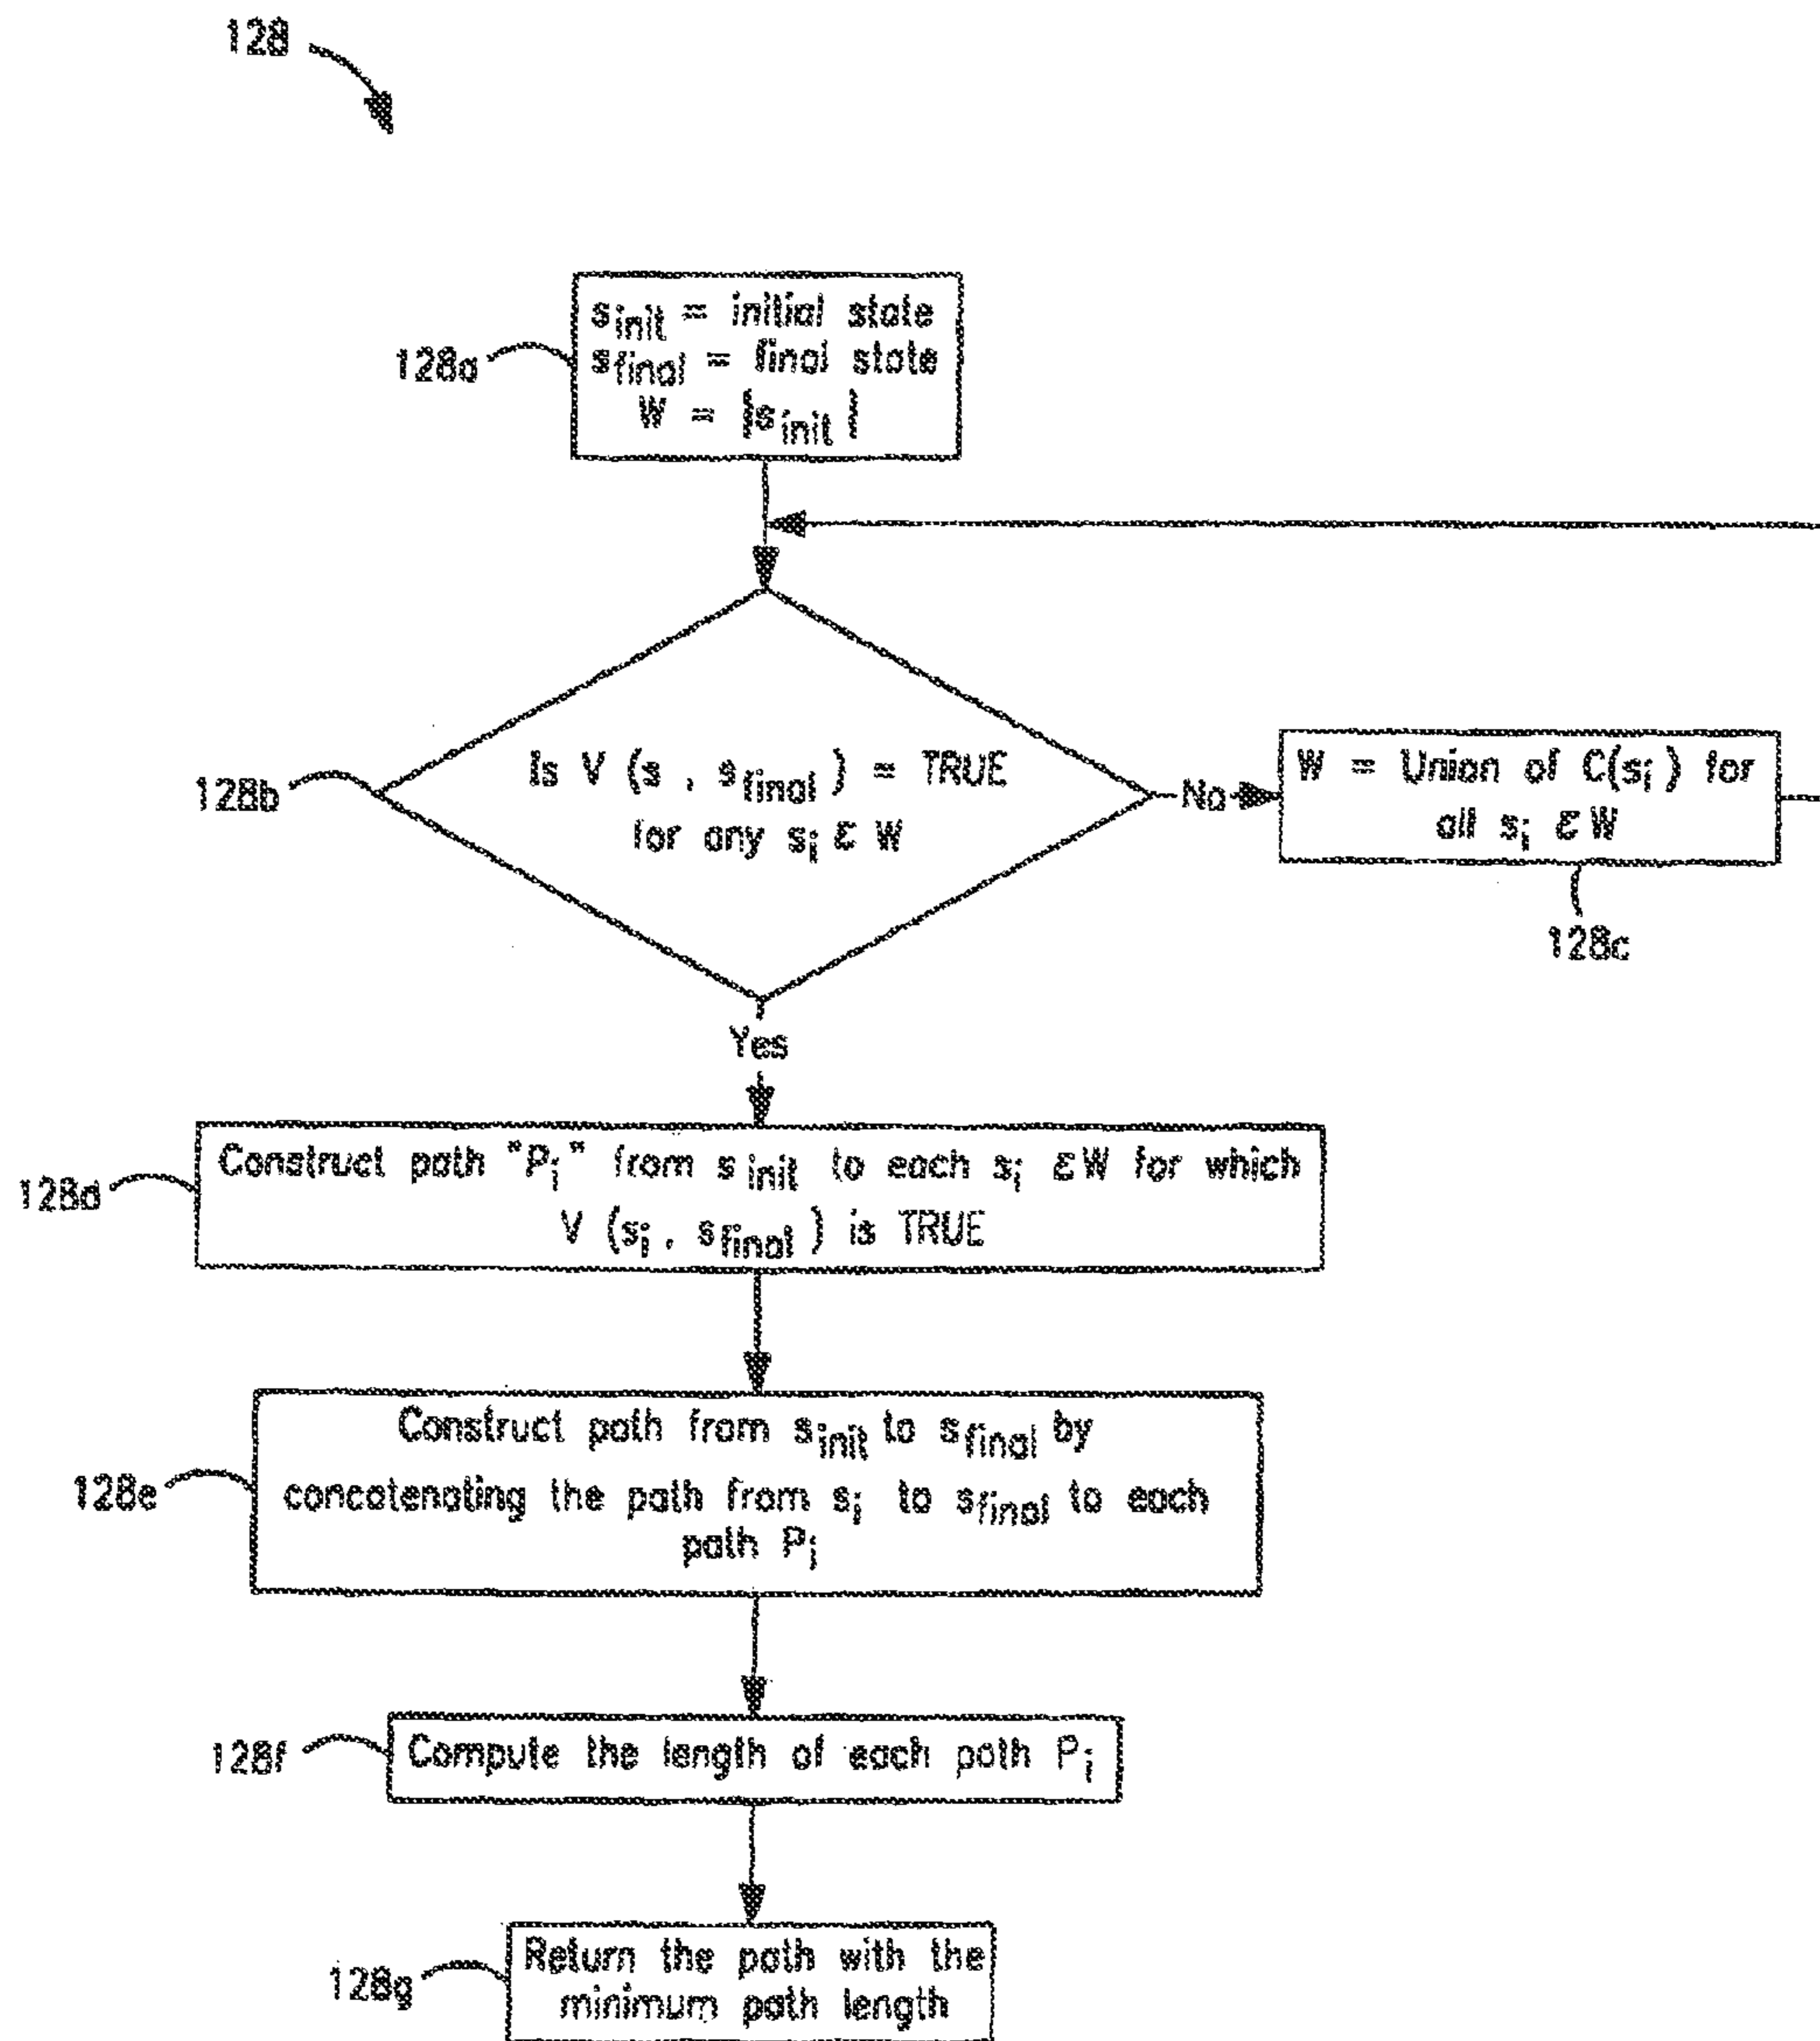 128
s_init = initial state
128a
s_final = final state
W = {s_init}
Is V (s , s_final) = TRUE
for any s_i ε W
128b
No
W = Union of C(s_i) for
all s_i ε W
128c
Yes
Construct path "P_i" from s_init to each s_i ε W for which
V (s_i , s_final) is TRUE
128d
Construct path from s_init to s_final by
concatenating the path from s_i to s_final to each
path P_i
128e
Compute the length of each path P_i
128f
Return the path with the
minimum path length
128g